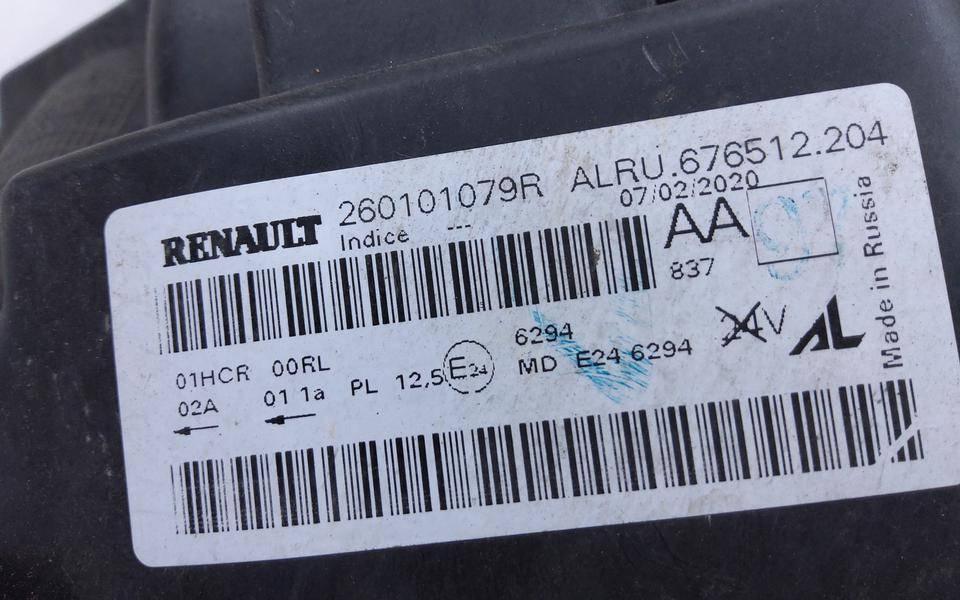 RENAULT 260101079R ALRU.676512.204
Indice --- 07/02/2020
AA
837
Made in Russia
01HCR 00RL 6294 24V AL
02A 01 1a PL 12,5 E24 MD E24 6294